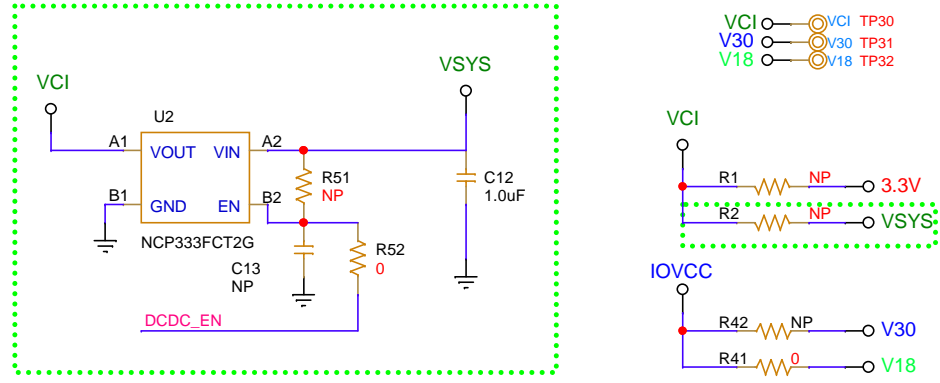 VCI VCI TP30
V30 V30 TP31
V18 V18 TP32
VCI
VSYS
U2
A1 VOUT VIN A2
B1 GND EN B2
NCP333FCT2G
R51
NP
C12
1.0uF
C13
NP
R52
0
DCDC_EN
VCI
R1 NP 3.3V
R2 NP VSYS
IOVCC
R42 NP V30
R41 0 V18